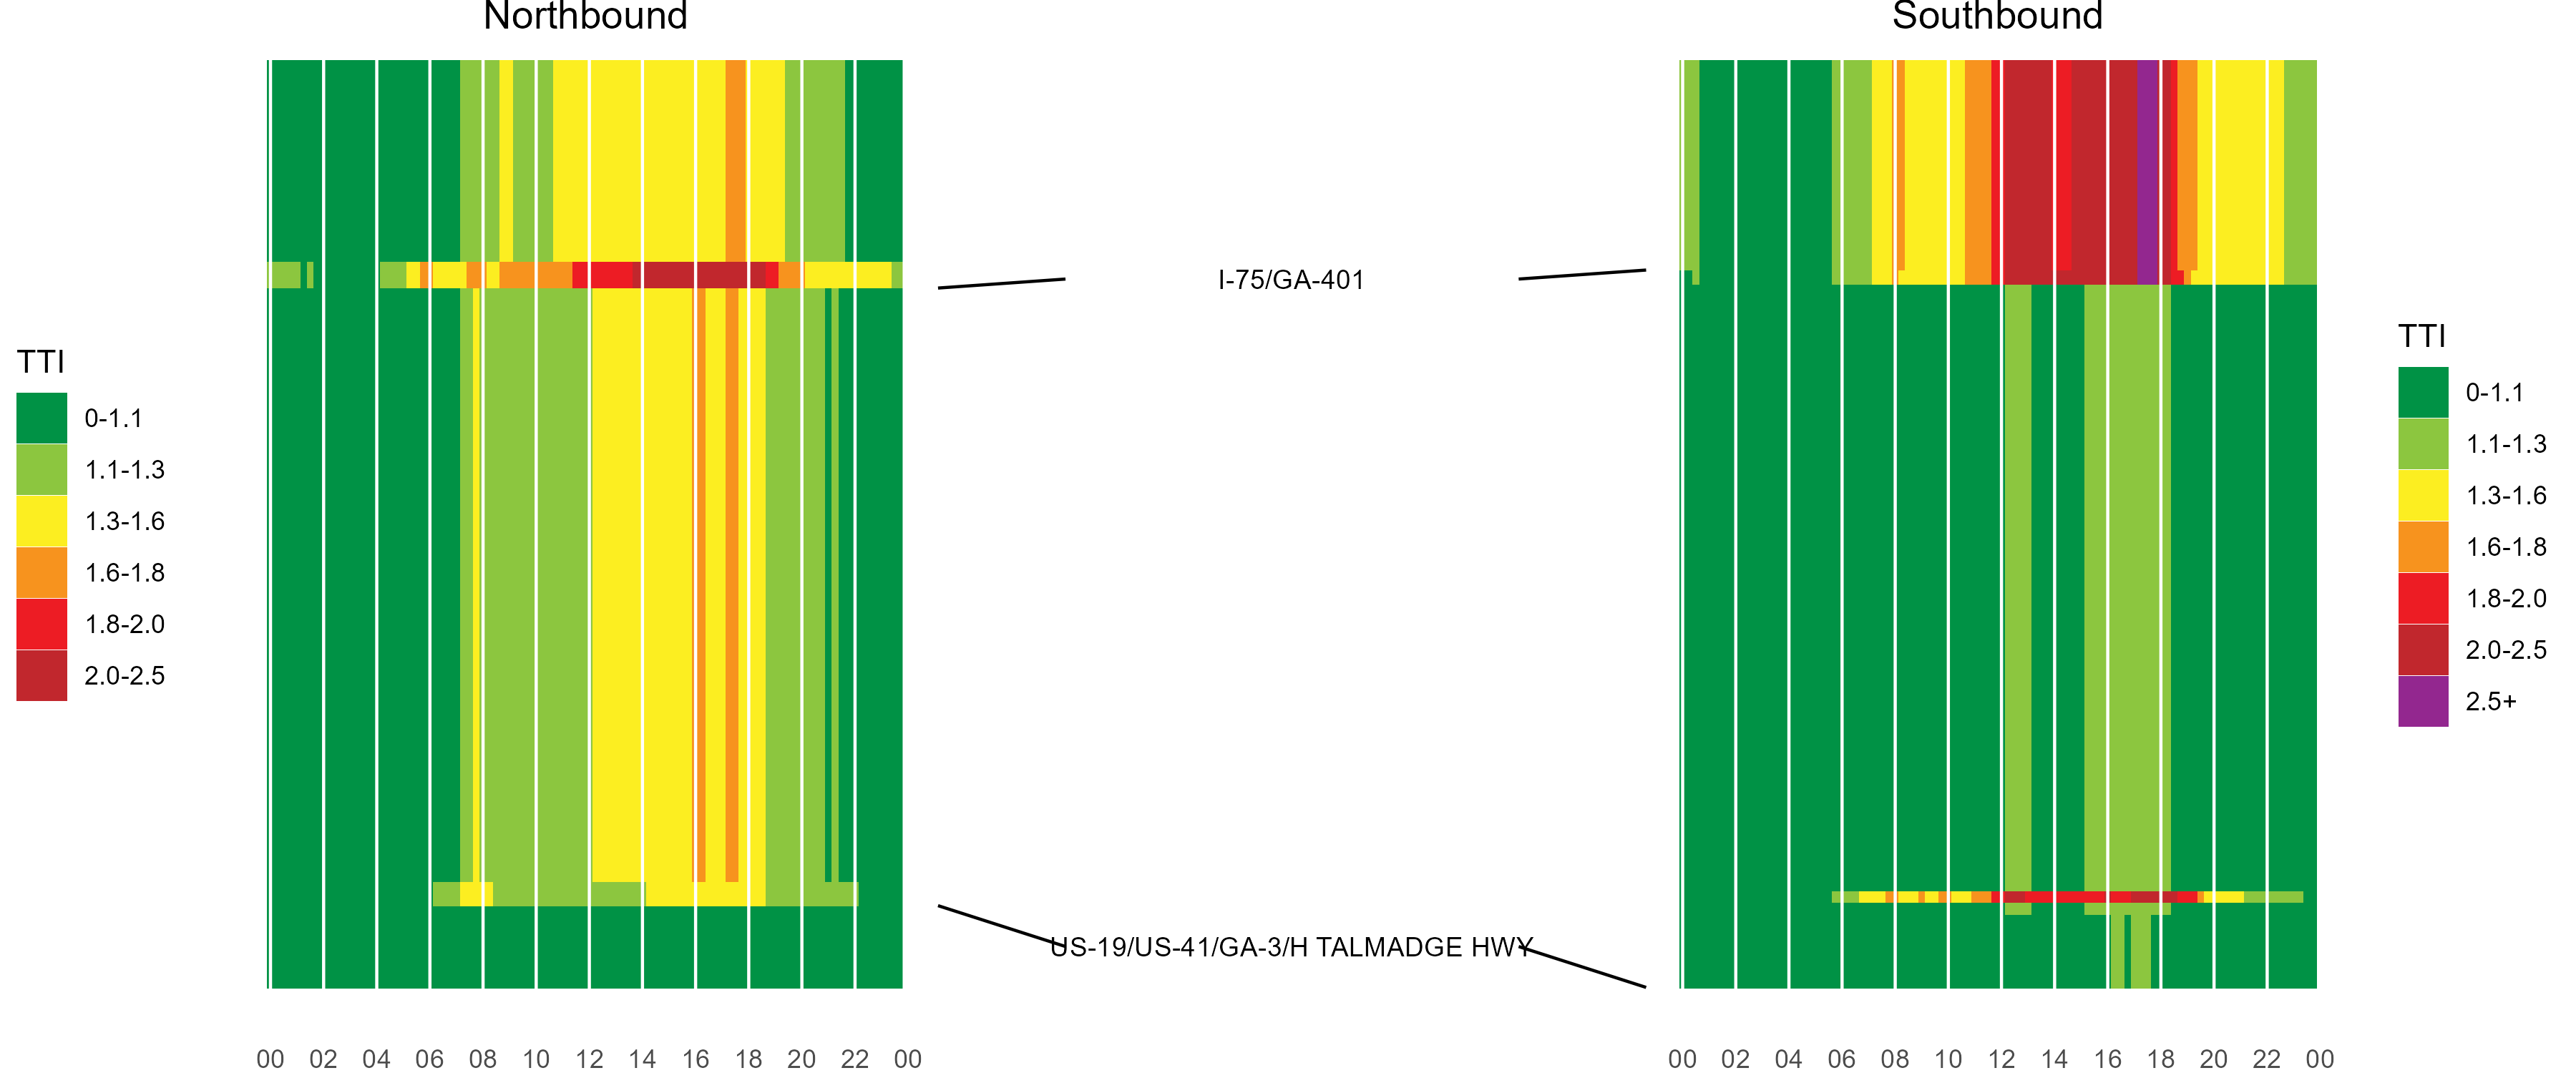 Northbound
Southbound
I-75/GA-401
US-19/US-41/GA-3/H TALMADGE HWY
TTI
0-1.1
1.1-1.3
1.3-1.6
1.6-1.8
1.8-2.0
2.0-2.5
TTI
0-1.1
1.1-1.3
1.3-1.6
1.6-1.8
1.8-2.0
2.0-2.5
2.5+
00 02 04 06 08 10 12 14 16 18 20 22 00
00 02 04 06 08 10 12 14 16 18 20 22 00